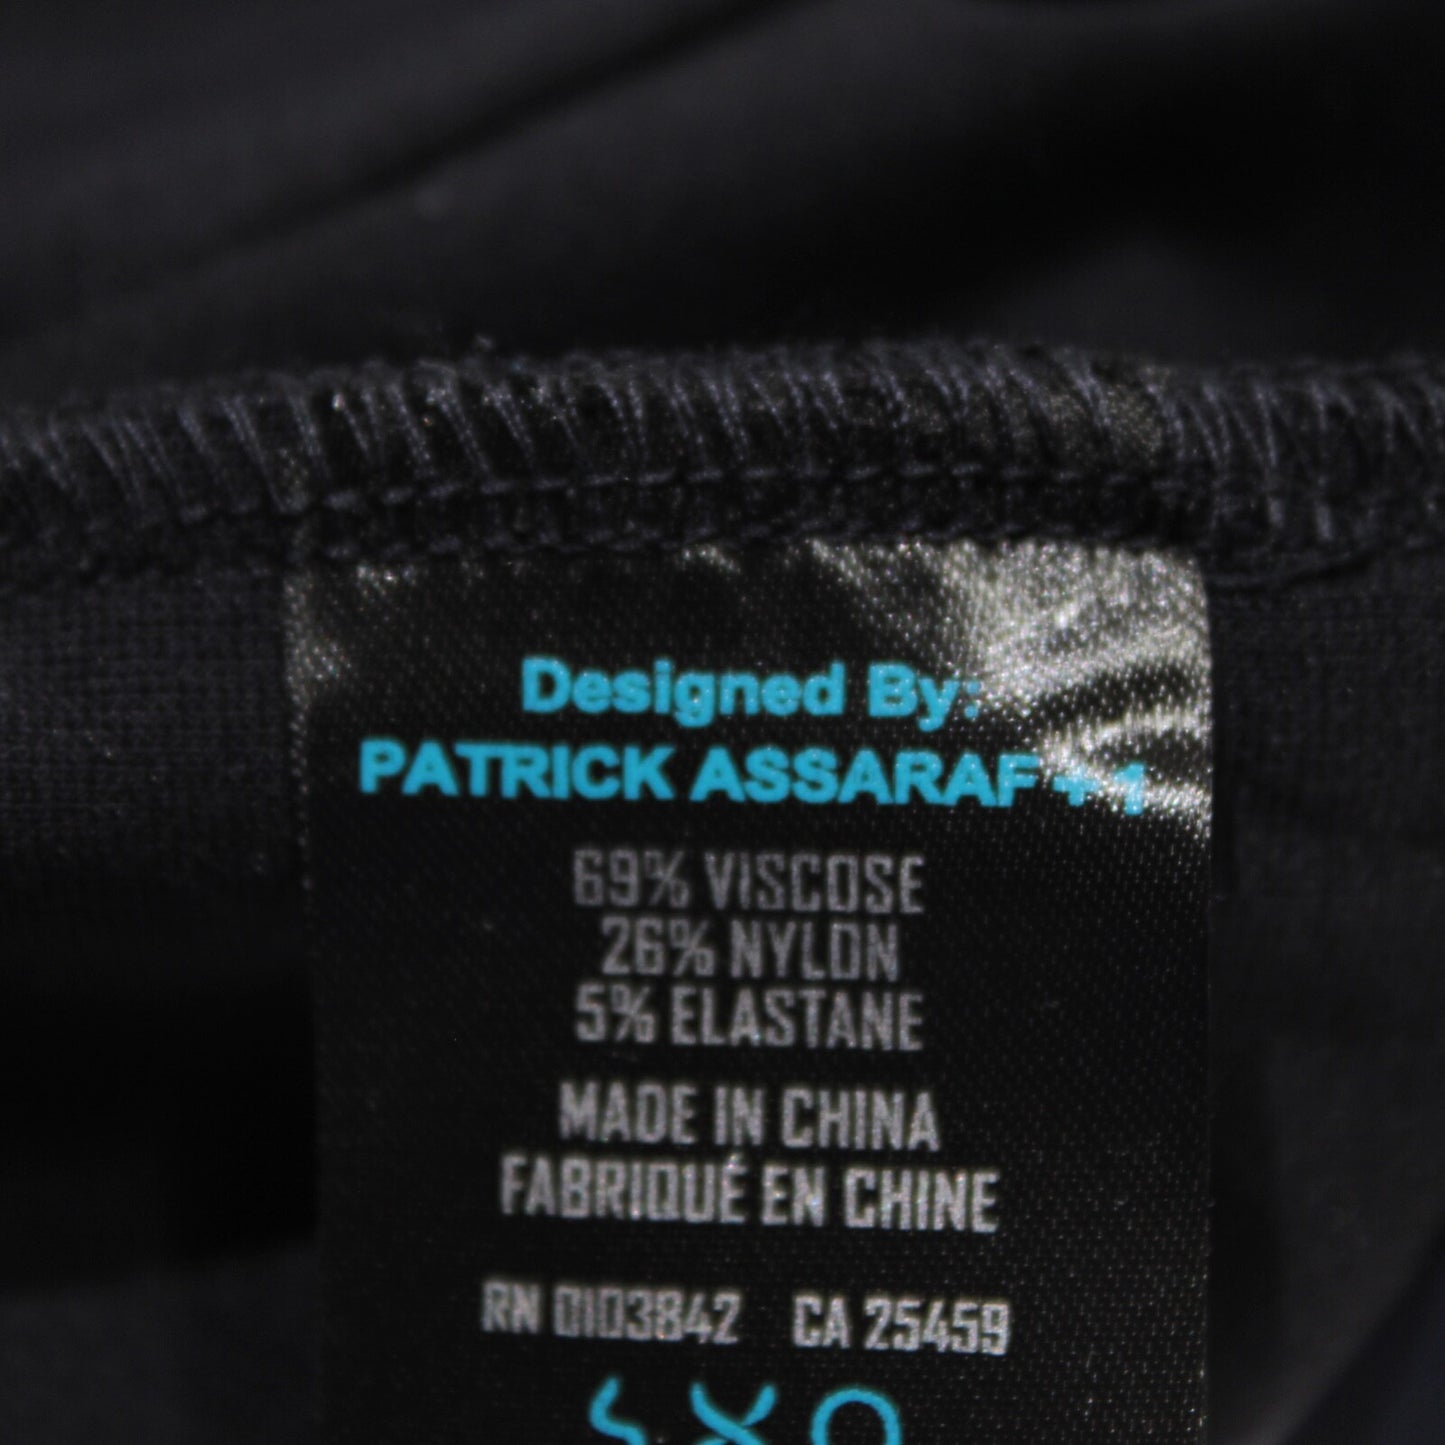 Designed By:
PATRICK ASSARAF + 1
69% VISCOSE
26% NYLON
5% ELASTANE
MADE IN CHINA
FABRIQUÉ EN CHINE
RN 0103842 CA 25459